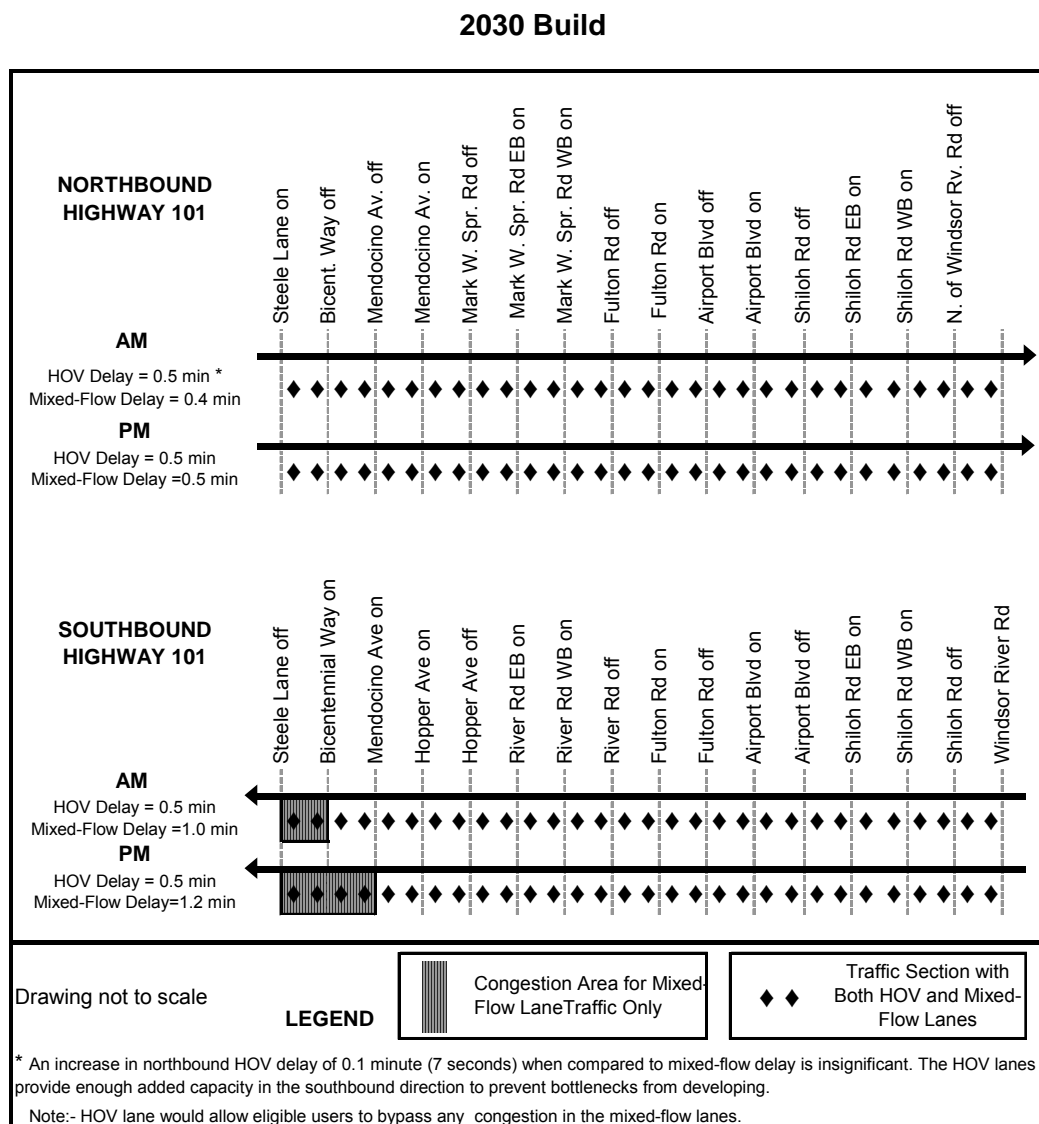 2030 Build
NORTHBOUND
HIGHWAY 101
Steele Lane on
Bicent. Way off
Mendocino Av. off
Mendocino Av. on
Mark W. Spr. Rd off
Mark W. Spr. Rd EB on
Mark W. Spr. Rd WB on
Fulton Rd off
Fulton Rd on
Airport Blvd off
Airport Blvd on
Shiloh Rd off
Shiloh Rd EB on
Shiloh Rd WB on
N. of Windsor Rv. Rd off
AM
HOV Delay = 0.5 min *
Mixed-Flow Delay = 0.4 min
PM
HOV Delay = 0.5 min
Mixed-Flow Delay =0.5 min
SOUTHBOUND
HIGHWAY 101
Steele Lane off
Bicentennial Way on
Mendocino Ave on
Hopper Ave on
Hopper Ave off
River Rd EB on
River Rd WB on
River Rd off
Fulton Rd on
Fulton Rd off
Airport Blvd on
Airport Blvd off
Shiloh Rd EB on
Shiloh Rd WB on
Shiloh Rd off
Windsor River Rd
AM
HOV Delay = 0.5 min
Mixed-Flow Delay =1.0 min
PM
HOV Delay = 0.5 min
Mixed-Flow Delay=1.2 min
Drawing not to scale
LEGEND
Congestion Area for Mixed-
Flow LaneTraffic Only
Traffic Section with
Both HOV and Mixed-
Flow Lanes
* An increase in northbound HOV delay of 0.1 minute (7 seconds) when compared to mixed-flow delay is insignificant. The HOV lanes
provide enough added capacity in the southbound direction to prevent bottlenecks from developing.
Note:- HOV lane would allow eligible users to bypass any congestion in the mixed-flow lanes.